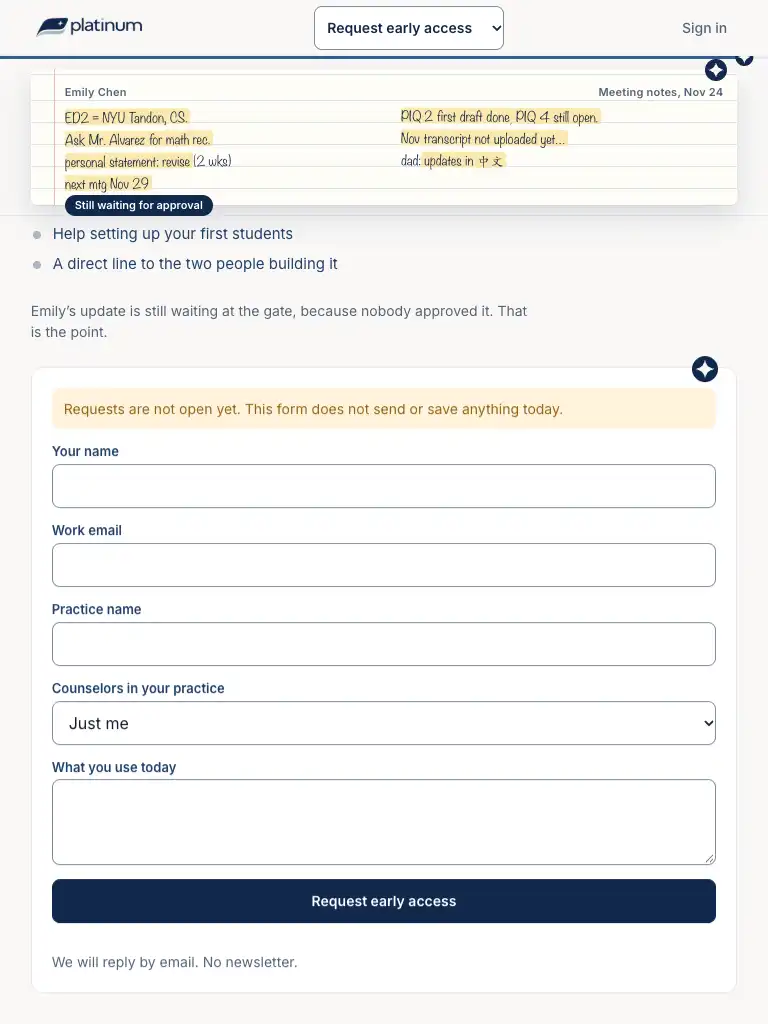 platinum
Request early access
Sign in
Emily Chen
Meeting notes, Nov 24
ED2 = NYU Tandon, CS.
Ask Mr. Alvarez for math rec.
personal statement: revise (2 wks)
next mtg Nov 29
PIQ 2 first draft done, PIQ 4 still open.
Nov transcript not uploaded yet...
dad: updates in 中文
Still waiting for approval
Help setting up your first students
A direct line to the two people building it
Emily’s update is still waiting at the gate, because nobody approved it. That
is the point.
Requests are not open yet. This form does not send or save anything today.
Your name
Work email
Practice name
Counselors in your practice
Just me
What you use today
Request early access
We will reply by email. No newsletter.